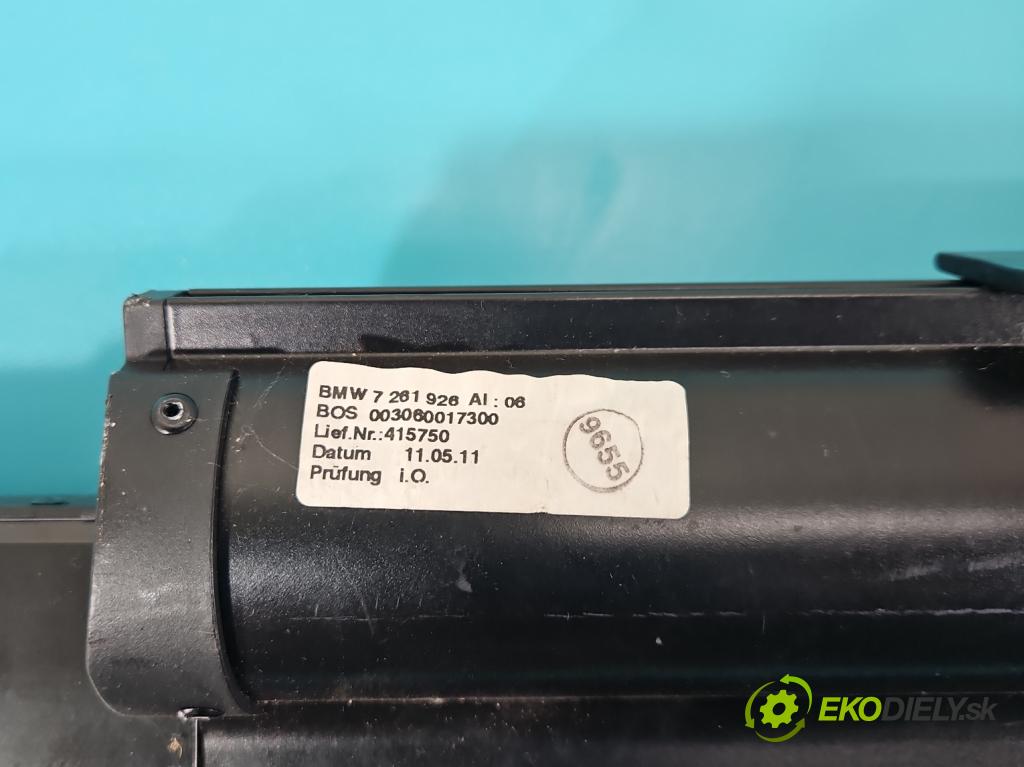 BMW 7 261 926 AI : 06
BOS 003060017300
Lief.Nr.:415750
Datum 11.05.11
Prüfung i.O.
9655
EKODIELY.sk